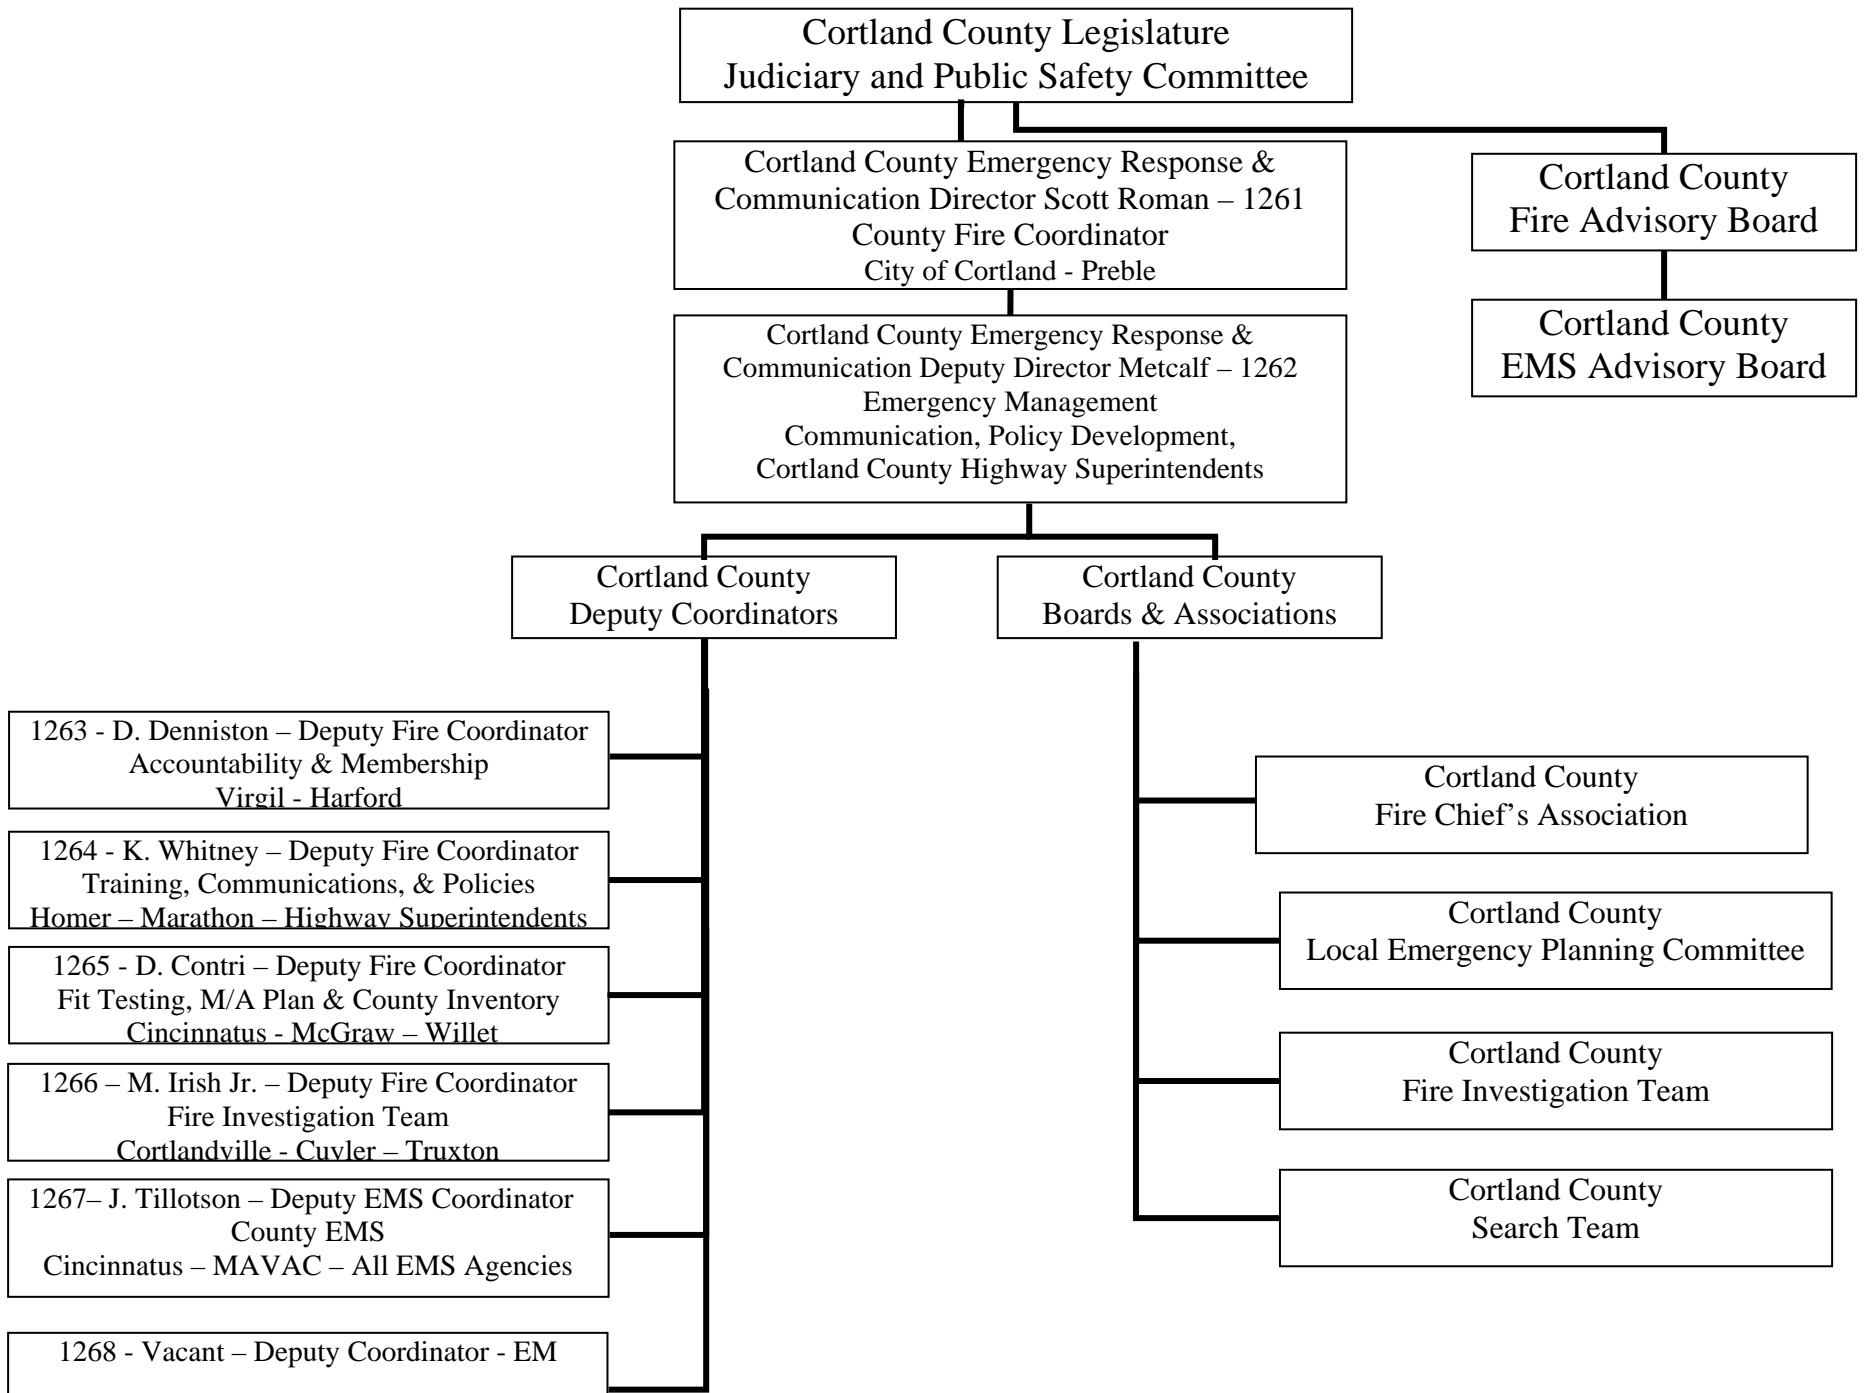 Cortland County Legislature
Judiciary and Public Safety Committee
Cortland County Emergency Response &
Communication Director Scott Roman – 1261
County Fire Coordinator
City of Cortland - Preble
Cortland County
Fire Advisory Board
Cortland County
EMS Advisory Board
Cortland County Emergency Response &
Communication Deputy Director Metcalf – 1262
Emergency Management
Communication, Policy Development,
Cortland County Highway Superintendents
Cortland County
Deputy Coordinators
Cortland County
Boards & Associations
1263 - D. Denniston – Deputy Fire Coordinator
Accountability & Membership
Virgil - Harford
1264 - K. Whitney – Deputy Fire Coordinator
Training, Communications, & Policies
Homer – Marathon – Highway Superintendents
1265 - D. Contri – Deputy Fire Coordinator
Fit Testing, M/A Plan & County Inventory
Cincinnatus - McGraw – Willet
1266 – M. Irish Jr. – Deputy Fire Coordinator
Fire Investigation Team
Cortlandville - Cuyler – Truxton
1267– J. Tillotson – Deputy EMS Coordinator
County EMS
Cincinnatus – MAVAC – All EMS Agencies
1268 - Vacant – Deputy Coordinator - EM
Cortland County
Fire Chief’s Association
Cortland County
Local Emergency Planning Committee
Cortland County
Fire Investigation Team
Cortland County
Search Team